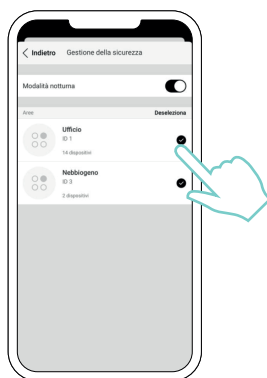 Indietro Gestione della sicurezza
Modalità notturna
Aree Deseleziona
Ufficio
ID 1
14 dispositivi
Nebbiogeno
ID 3
2 dispositivi